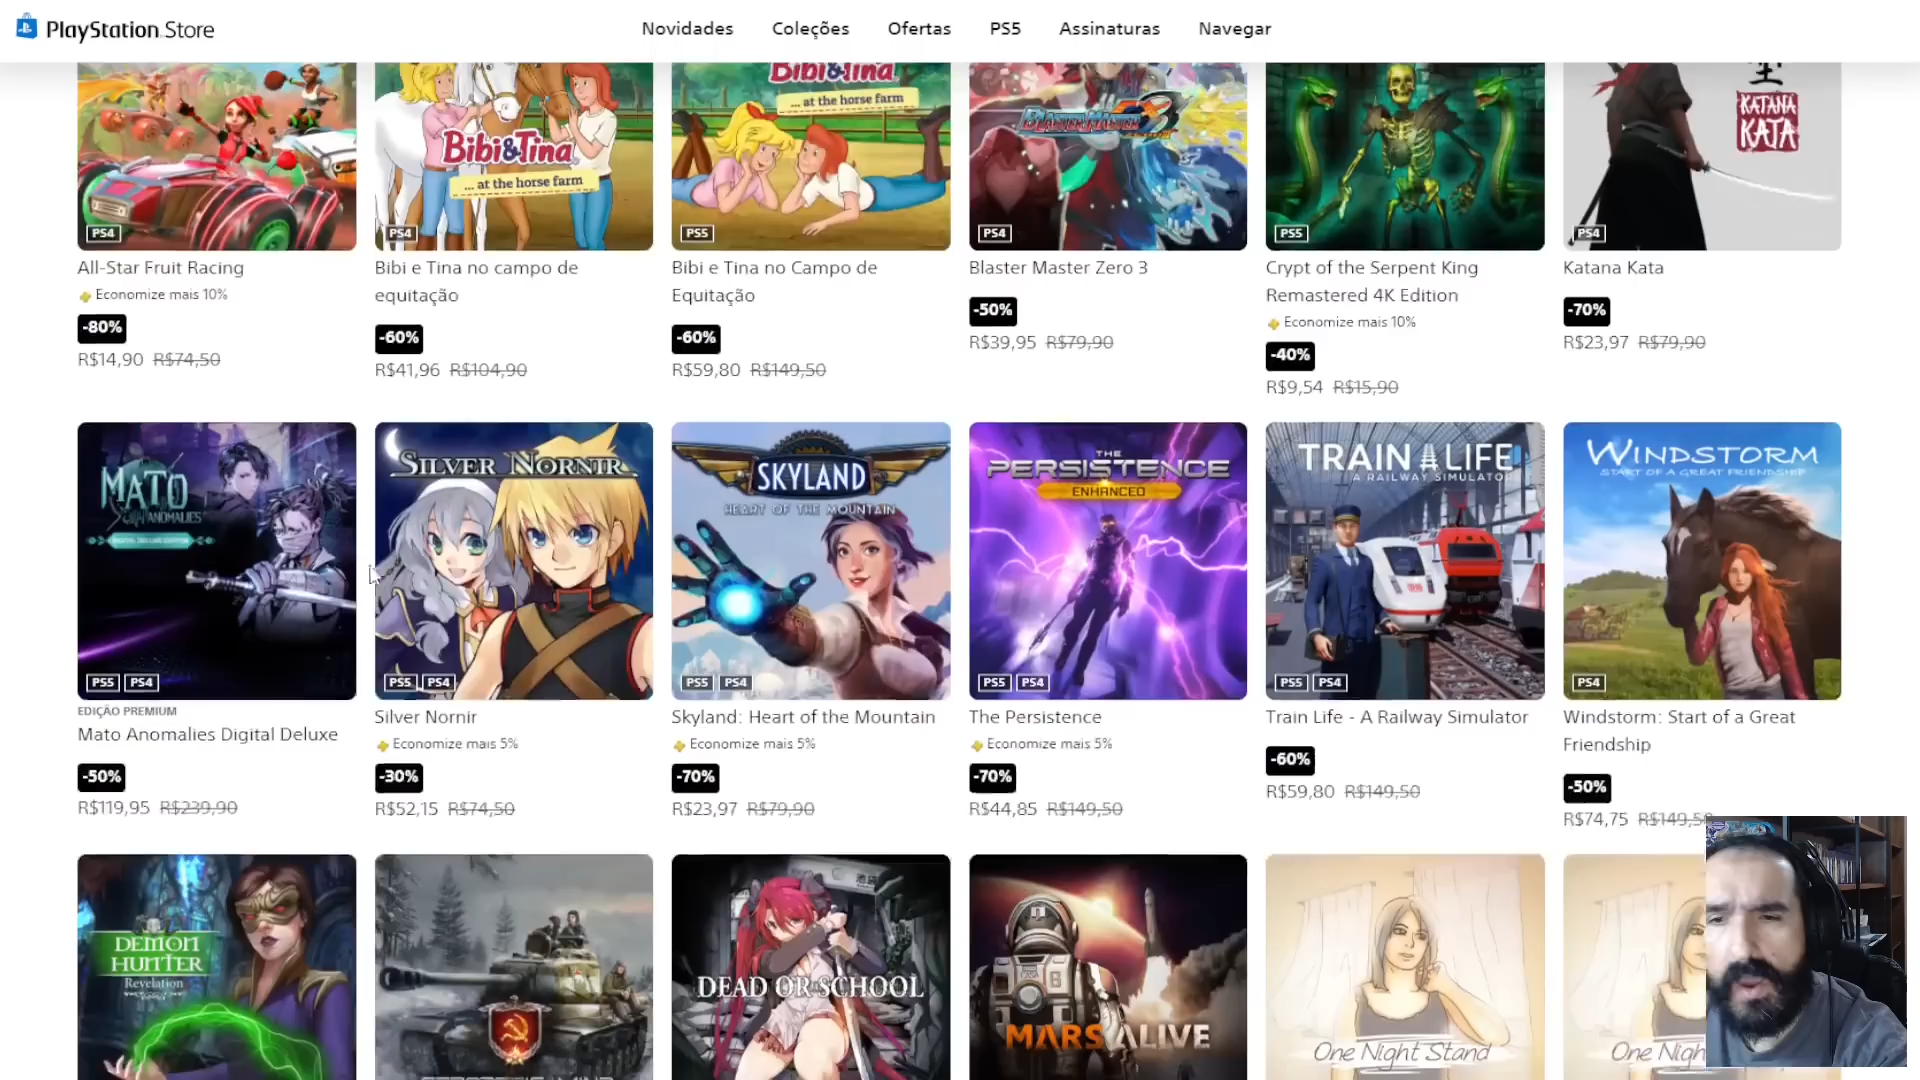 PlayStation Store
Novidades
Coleções
Ofertas
PS5
Assinaturas
Navegar
PS4
All-Star Fruit Racing
Economize mais 10%
-80%
R$14,90 R$74,50
Bibi&Tina
... at the horse farm
PS4
Bibi e Tina no campo de
equitação
-60%
R$41,96 R$104,90
Bibi&Tina
... at the horse farm
PS5
Bibi e Tina no Campo de
Equitação
-60%
R$59,80 R$149,50
BLASTER MASTER
PS4
Blaster Master Zero 3
-50%
R$39,95 R$79,90
PS5
Crypt of the Serpent King
Remastered 4K Edition
Economize mais 10%
-40%
R$9,54 R$15,90
KATANA
KATA
PS4
Katana Kata
-70%
R$23,97 R$79,90
MATO
ANOMALIES
PS5 PS4
EDIÇÃO PREMIUM
Mato Anomalies Digital Deluxe
-50%
R$119,95 R$239,90
SILVER NORNIR
PS5 PS4
Silver Nornir
Economize mais 5%
-30%
R$52,15 R$74,50
SKYLAND
HEART OF THE MOUNTAIN
PS5 PS4
Skyland: Heart of the Mountain
Economize mais 5%
-70%
R$23,97 R$79,90
THE
PERSISTENCE
ENHANCED
PS5 PS4
The Persistence
Economize mais 5%
-70%
R$44,85 R$149,50
TRAIN LIFE
A RAILWAY SIMULATOR
PS5 PS4
Train Life - A Railway Simulator
-60%
R$59,80 R$149,50
WINDSTORM
START OF A GREAT FRIENDSHIP
PS4
Windstorm: Start of a Great
Friendship
-50%
R$74,75 R$149,50
DEMON
HUNTER
Revelation
DEAD OR SCHOOL
MARS ALIVE
One Night Stand
One Nigh